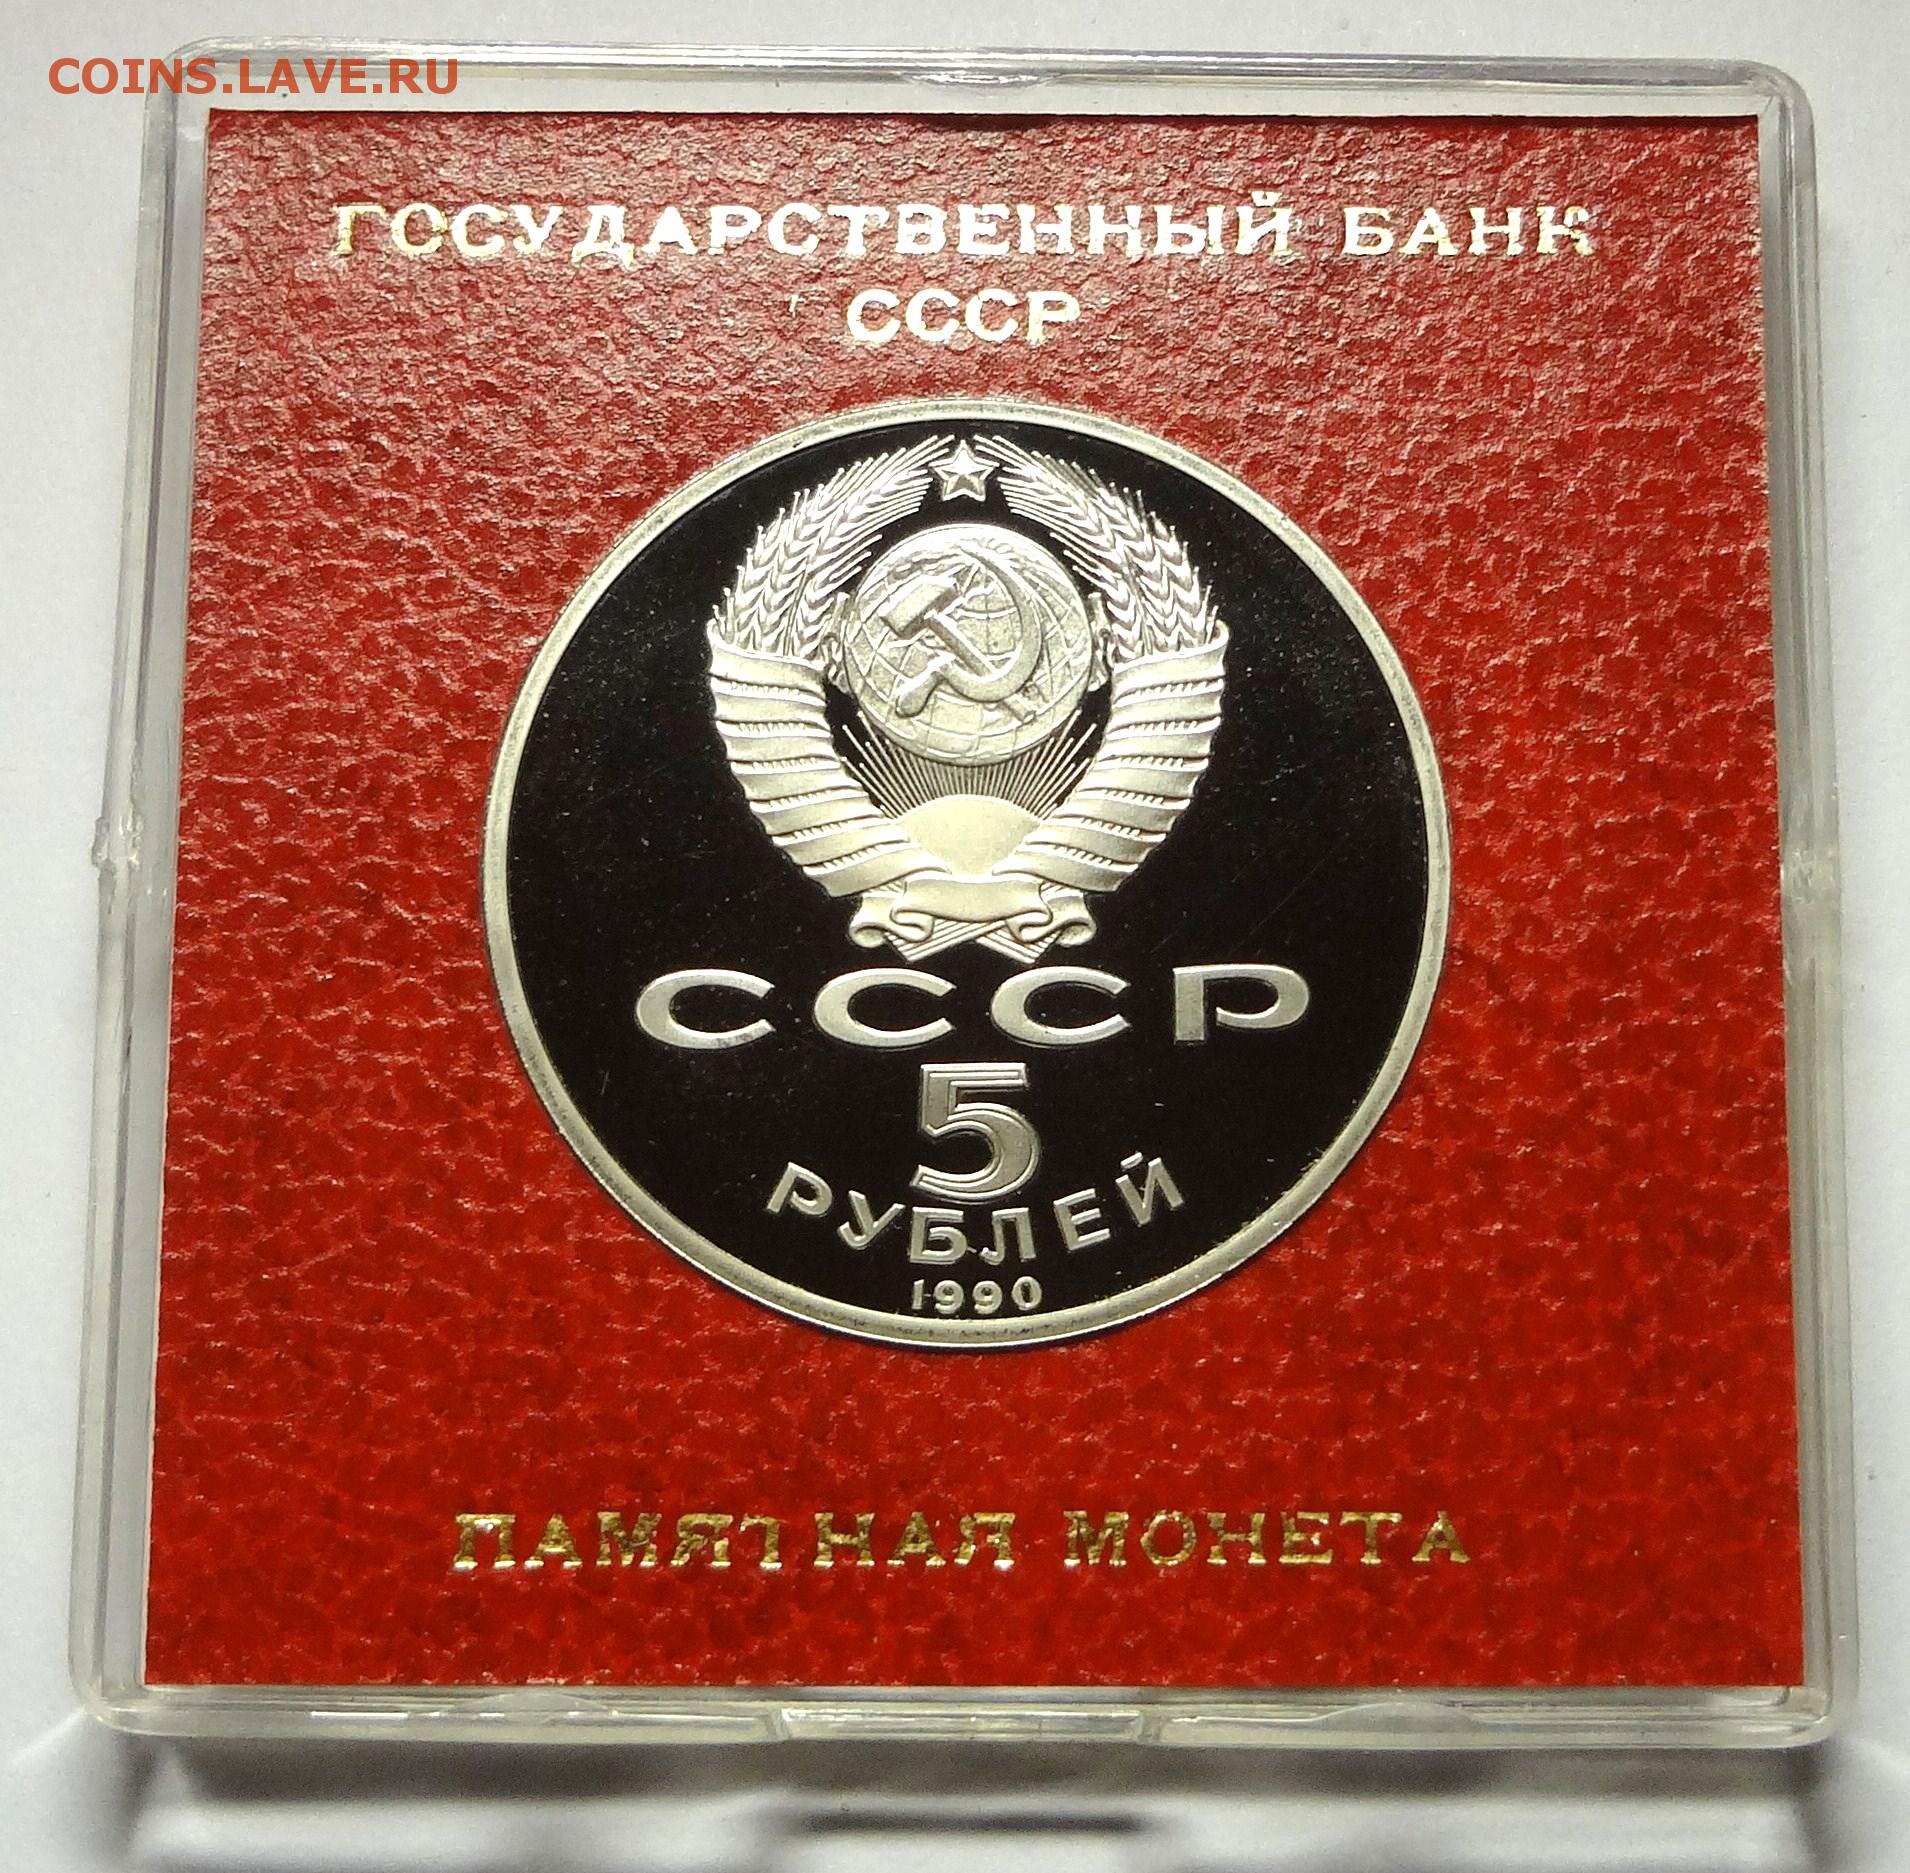 COINS.LAVE.RU
ГОСУДАРСТВЕННЫЙ БАНК
СССР
СССР
5
РУБЛЕЙ
1990
ПАМЯТНАЯ МОНЕТА